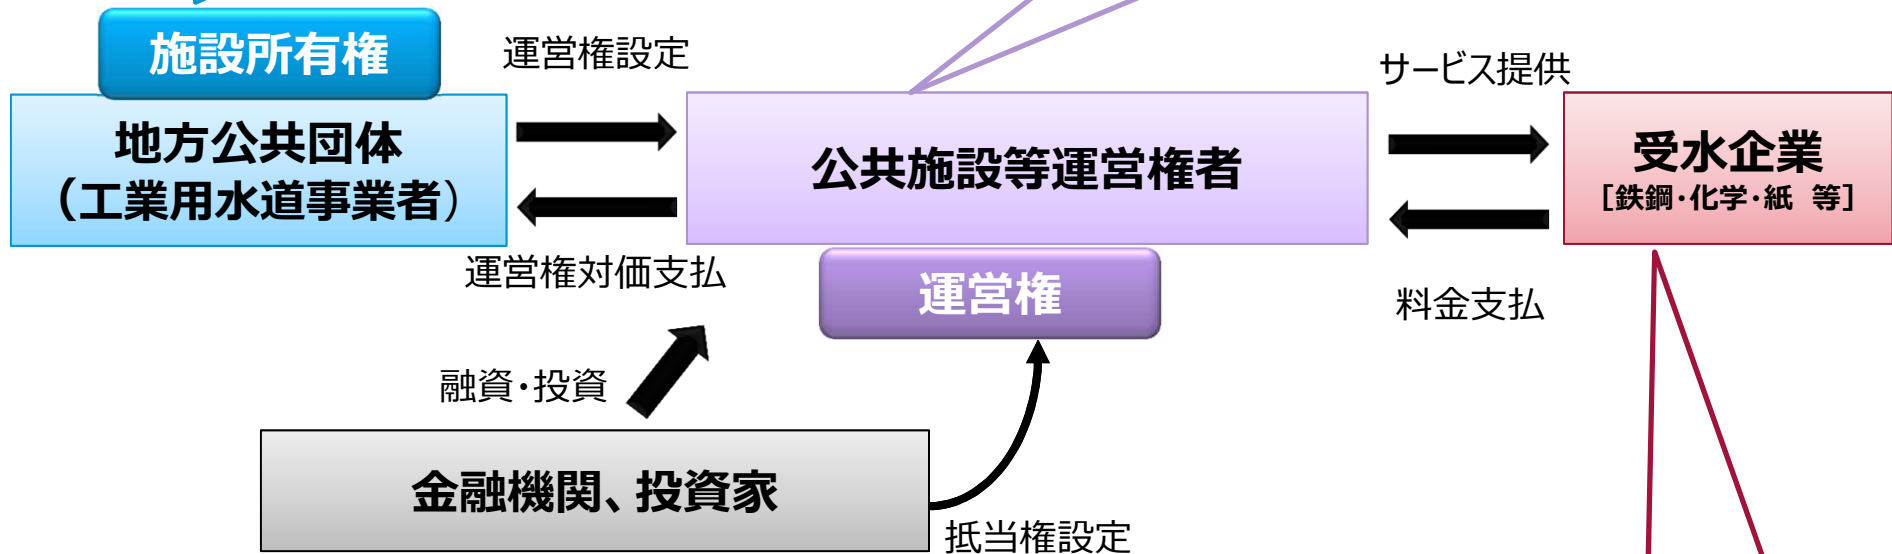 施設所有権
運営権設定
サービス提供
地方公共団体
（工業用水道事業者）
公共施設等運営権者
受水企業
［鉄鋼・化学・紙　等］
運営権対価支払
運営権
料金支払
融資・投資
金融機関、投資家
抵当権設定